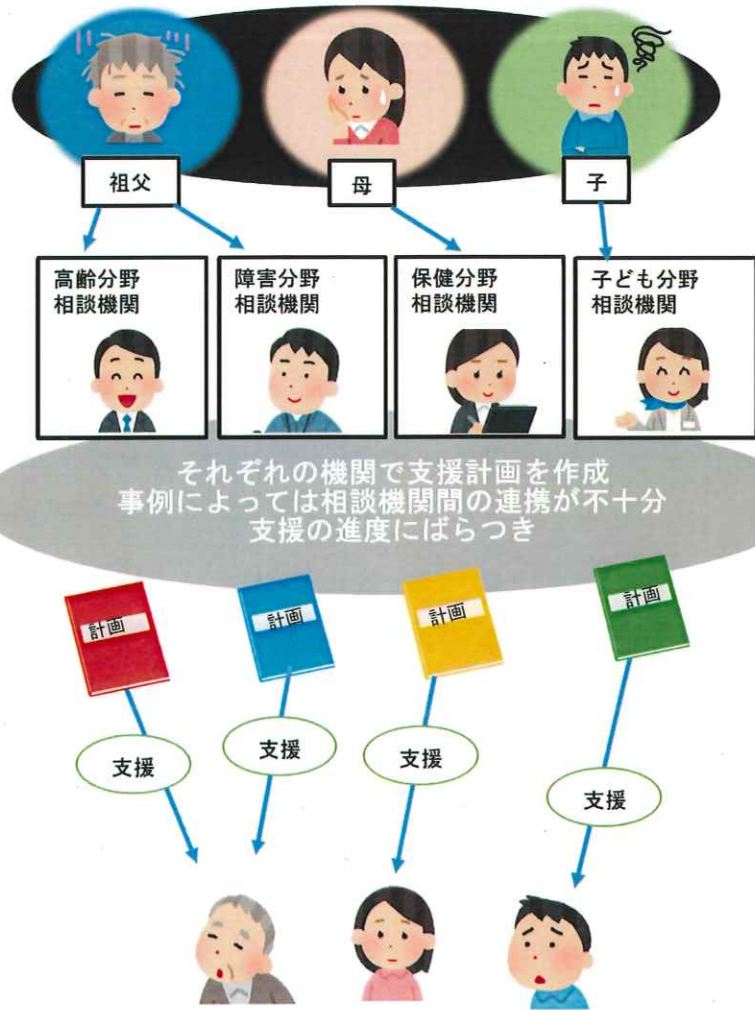 祖父
母
子
高齢分野
相談機関
障害分野
相談機関
保健分野
相談機関
子ども分野
相談機関
それぞれの機関で支援計画を作成
事例によっては相談機関間の連携が不十分
支援の進度にばらつき
計画
計画
計画
計画
支援
支援
支援
支援